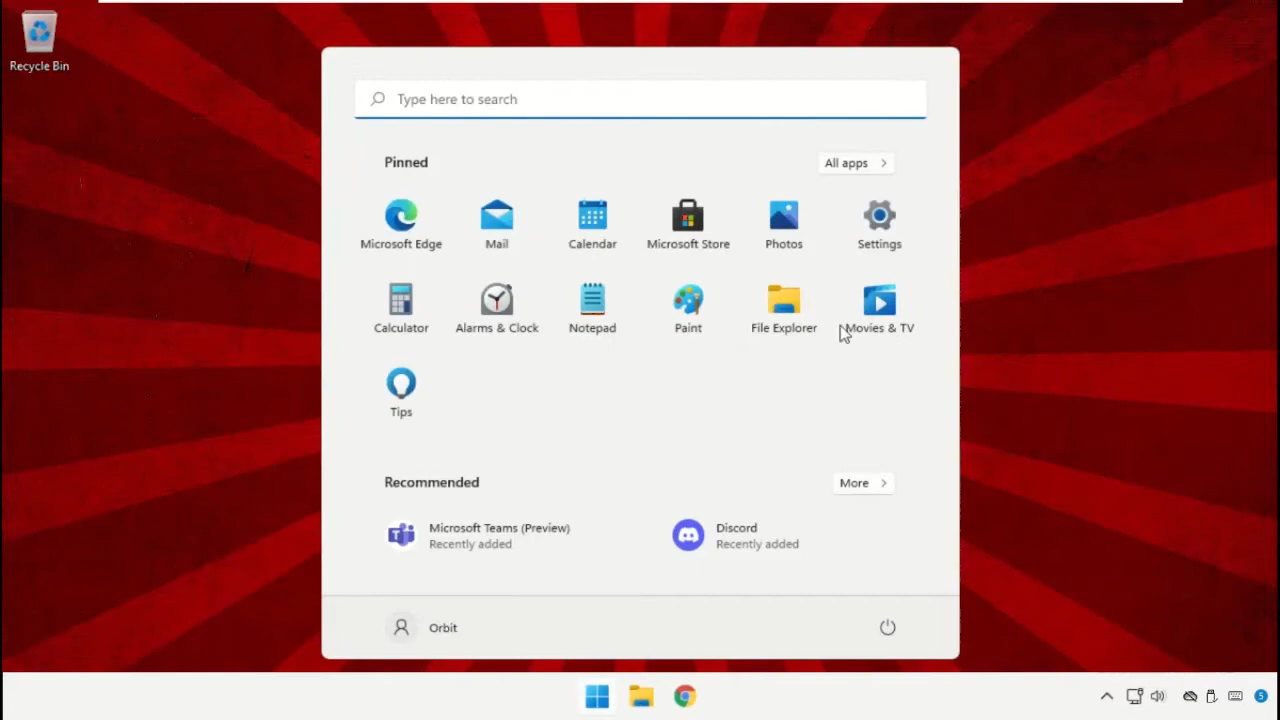 Recycle Bin
Type here to search
Pinned
All apps
Microsoft Edge
Mail
Calendar
Microsoft Store
Photos
Settings
Calculator
Alarms & Clock
Notepad
Paint
File Explorer
Movies & TV
Tips
Recommended
More
Microsoft Teams (Preview)
Recently added
Discord
Recently added
Orbit
5